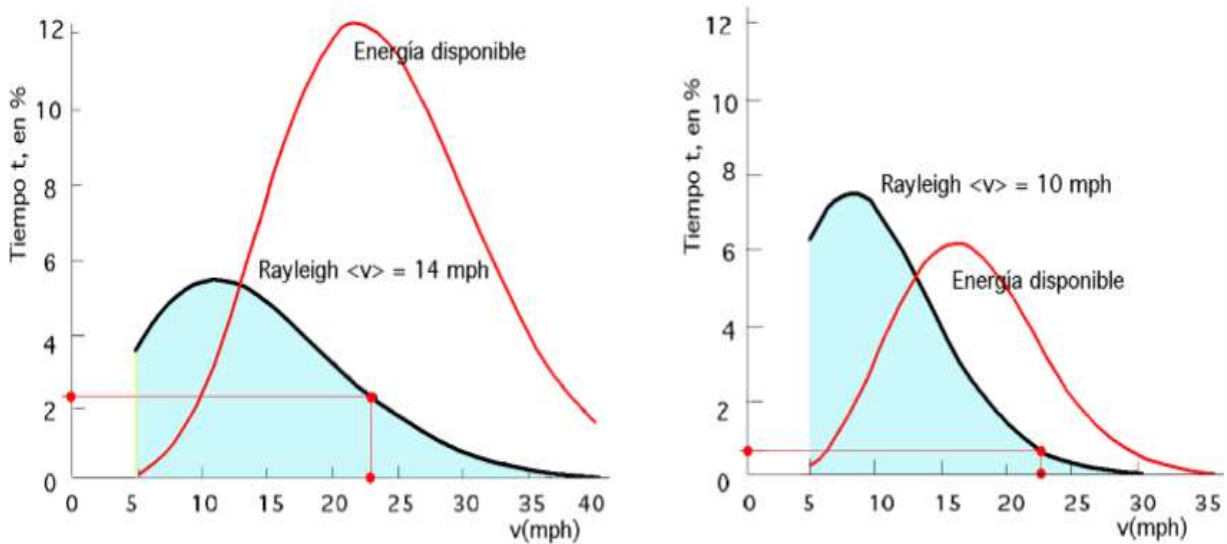 12
10
8
6
4
2
0
Tiempo t, en %
Energía disponible
Rayleigh <v> = 14 mph
0 5 10 15 20 25 30 35 40
v(mph)
12
10
8
6
4
2
0
Tiempo t, en %
Rayleigh <v> = 10 mph
Energía disponible
0 5 10 15 20 25 30 35
v(mph)